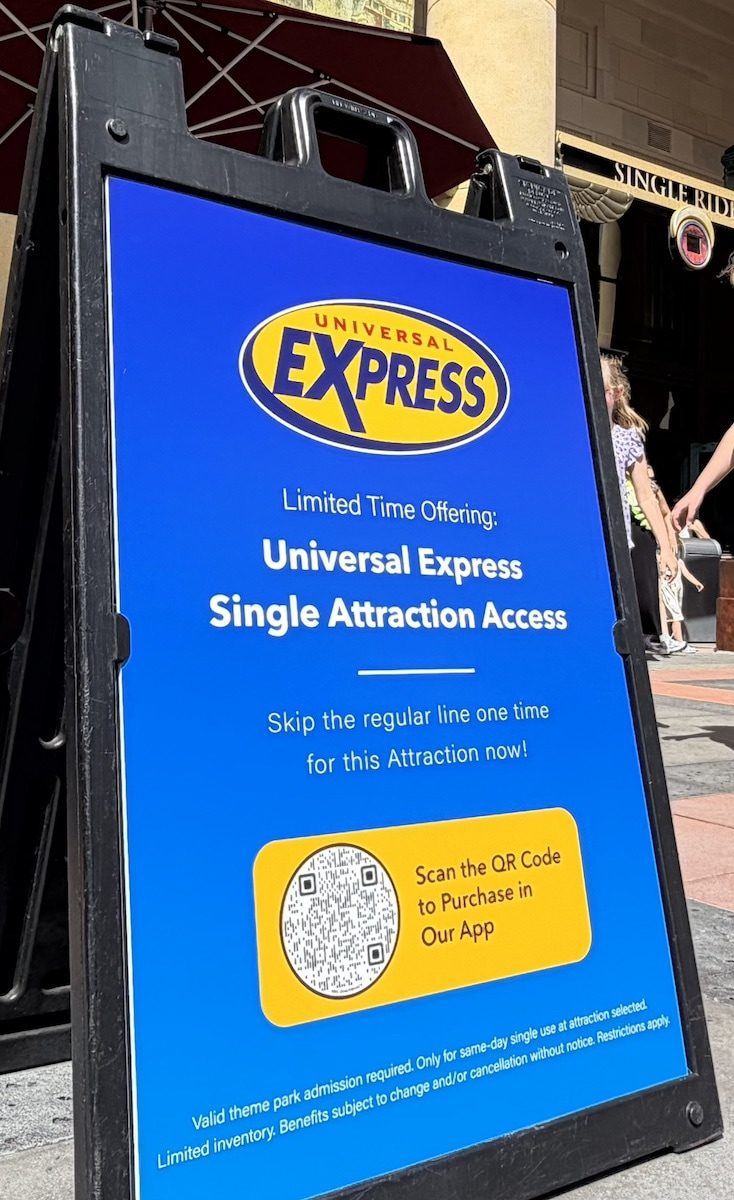 SINGLE RIDE
UNIVERSAL
EXPRESS
Limited Time Offering:
Universal Express
Single Attraction Access
Skip the regular line one time
for this Attraction now!
Scan the QR Code
to Purchase in
Our App
Valid theme park admission required. Only for same-day single use at attraction selected.
Limited inventory. Benefits subject to change and/or cancellation without notice. Restrictions apply.